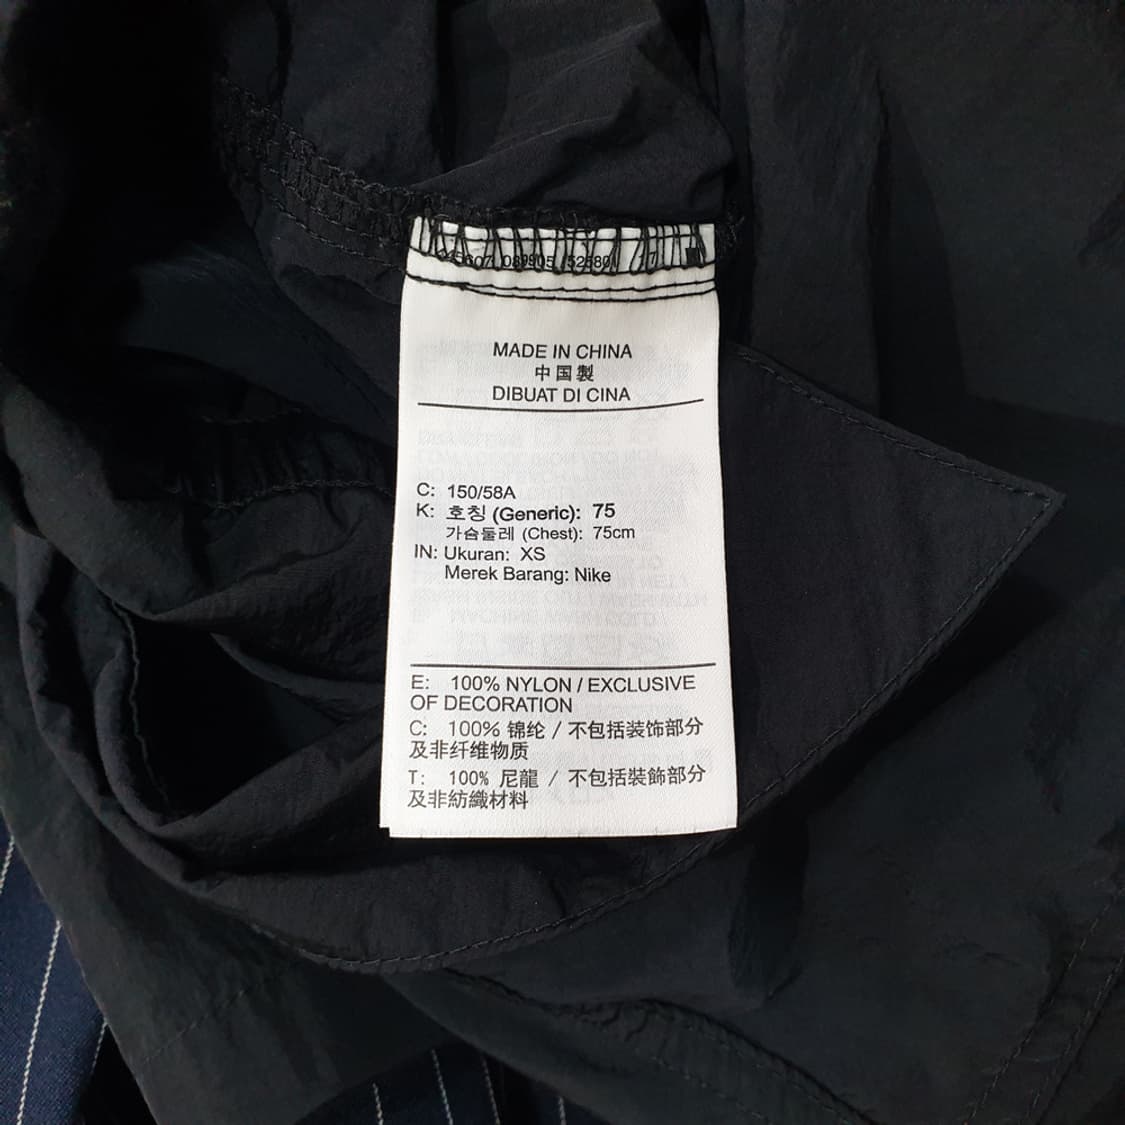 MADE IN CHINA
中国製
DIBUAT DI CINA
C: 150/58A
K: 호칭 (Generic): 75
가슴둘레 (Chest): 75cm
IN: Ukuran: XS
Merek Barang: Nike
E: 100% NYLON / EXCLUSIVE
OF DECORATION
C: 100% 锦纶 / 不包括装饰部分
及非纤维物质
T: 100% 尼龍 / 不包括裝飾部分
及非紡織材料